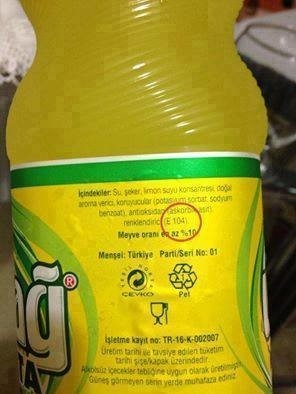 İçindekiler: Su, şeker, limon suyu konsantresi, doğal
aroma verici, koruyucular (potasyum sorbat, sodyum
benzoat), antioksidan (askorbik asit),
renklendirici (E 104).
Meyve oranı en az %10
Menşei: Türkiye Parti/Seri No: 01
ÇEVKO
1
Pet
ağ®
TA
İşletme kayıt no: TR-16-K-002007
Üretim tarihi ile tavsiye edilen tüketim
tarihi şişe/kapak üzerindedir.
Alkolsüz içecekler tebliğine uygun olarak üretilmiştir.
Güneş görmeyen serin yerde muhafaza ediniz.